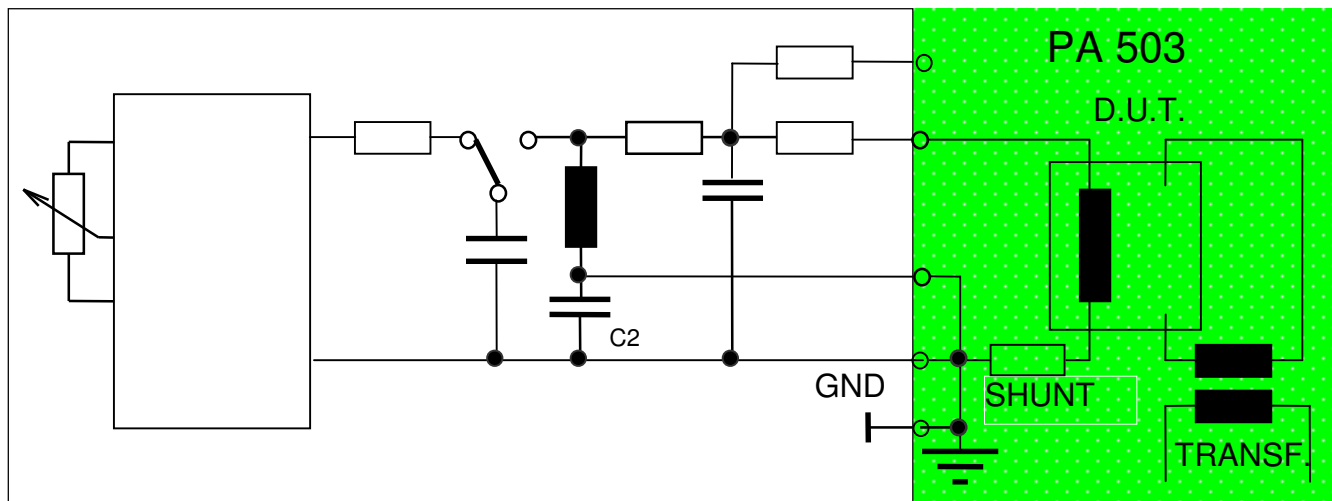 PA 503
D.U.T.
C2
GND
SHUNT
TRANSF.